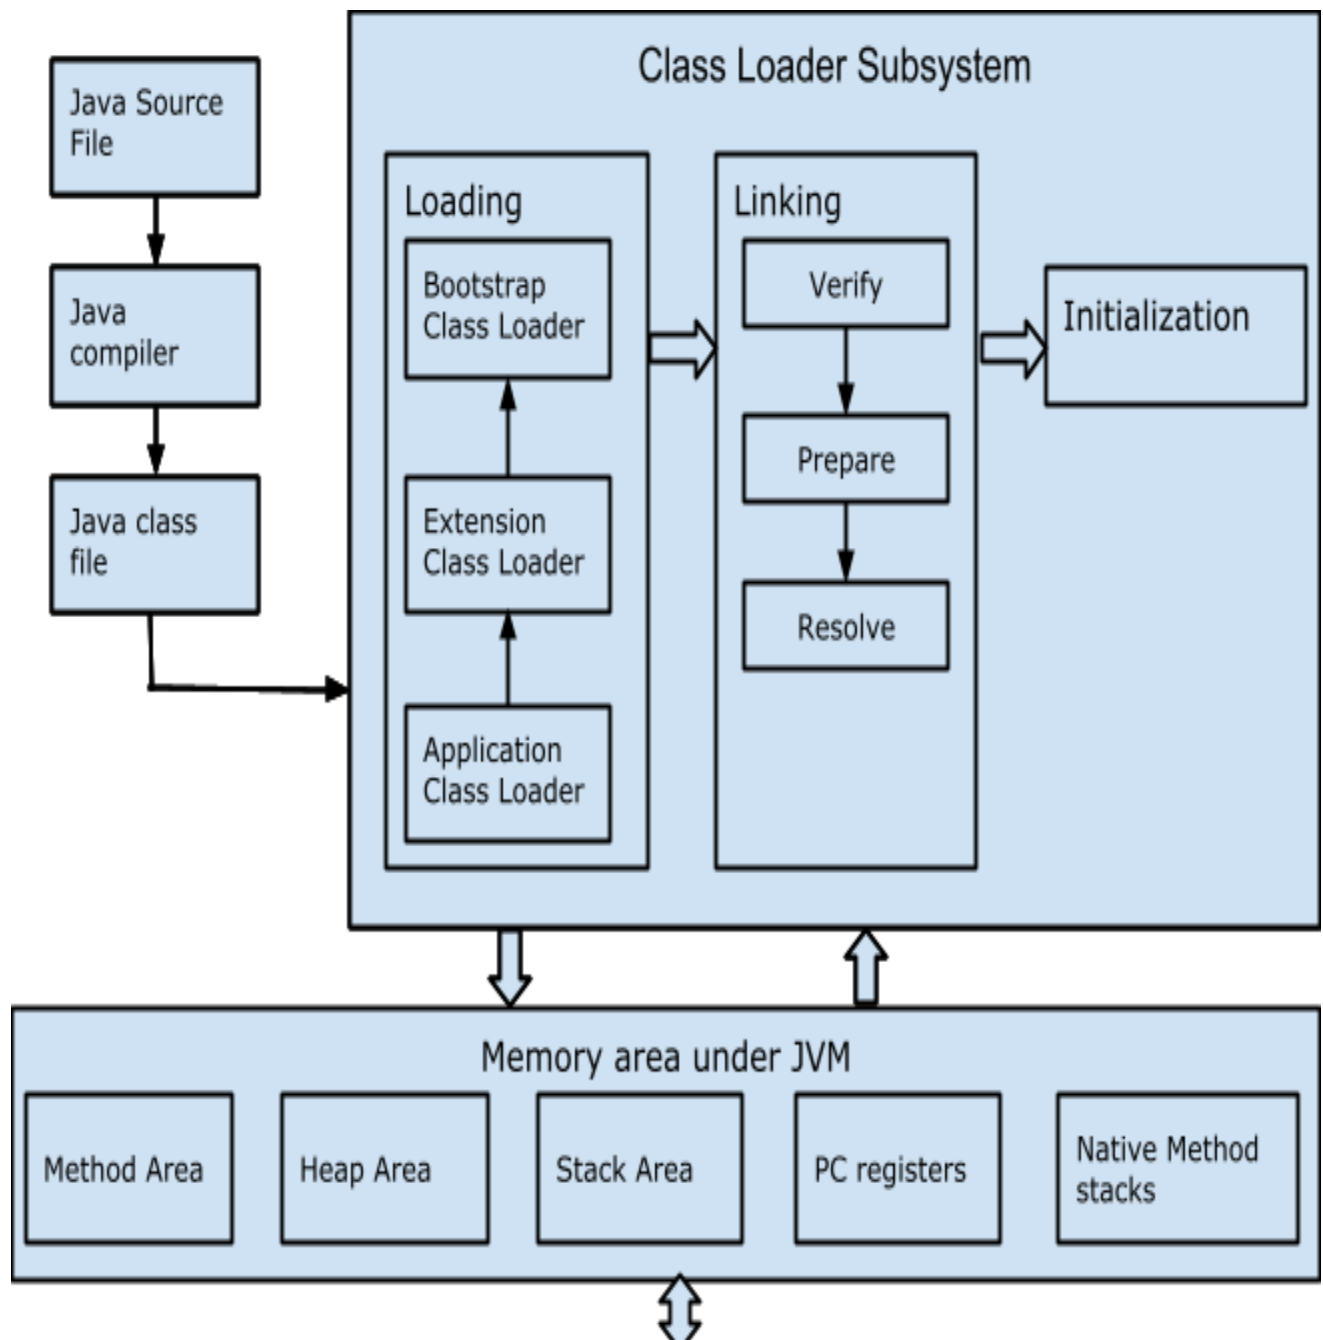 Class Loader Subsystem
Java Source
File
Java
compiler
Java class
file
Loading
Bootstrap
Class Loader
Extension
Class Loader
Application
Class Loader
Linking
Verify
Prepare
Resolve
Initialization
Memory area under JVM
Method Area
Heap Area
Stack Area
PC registers
Native Method
stacks